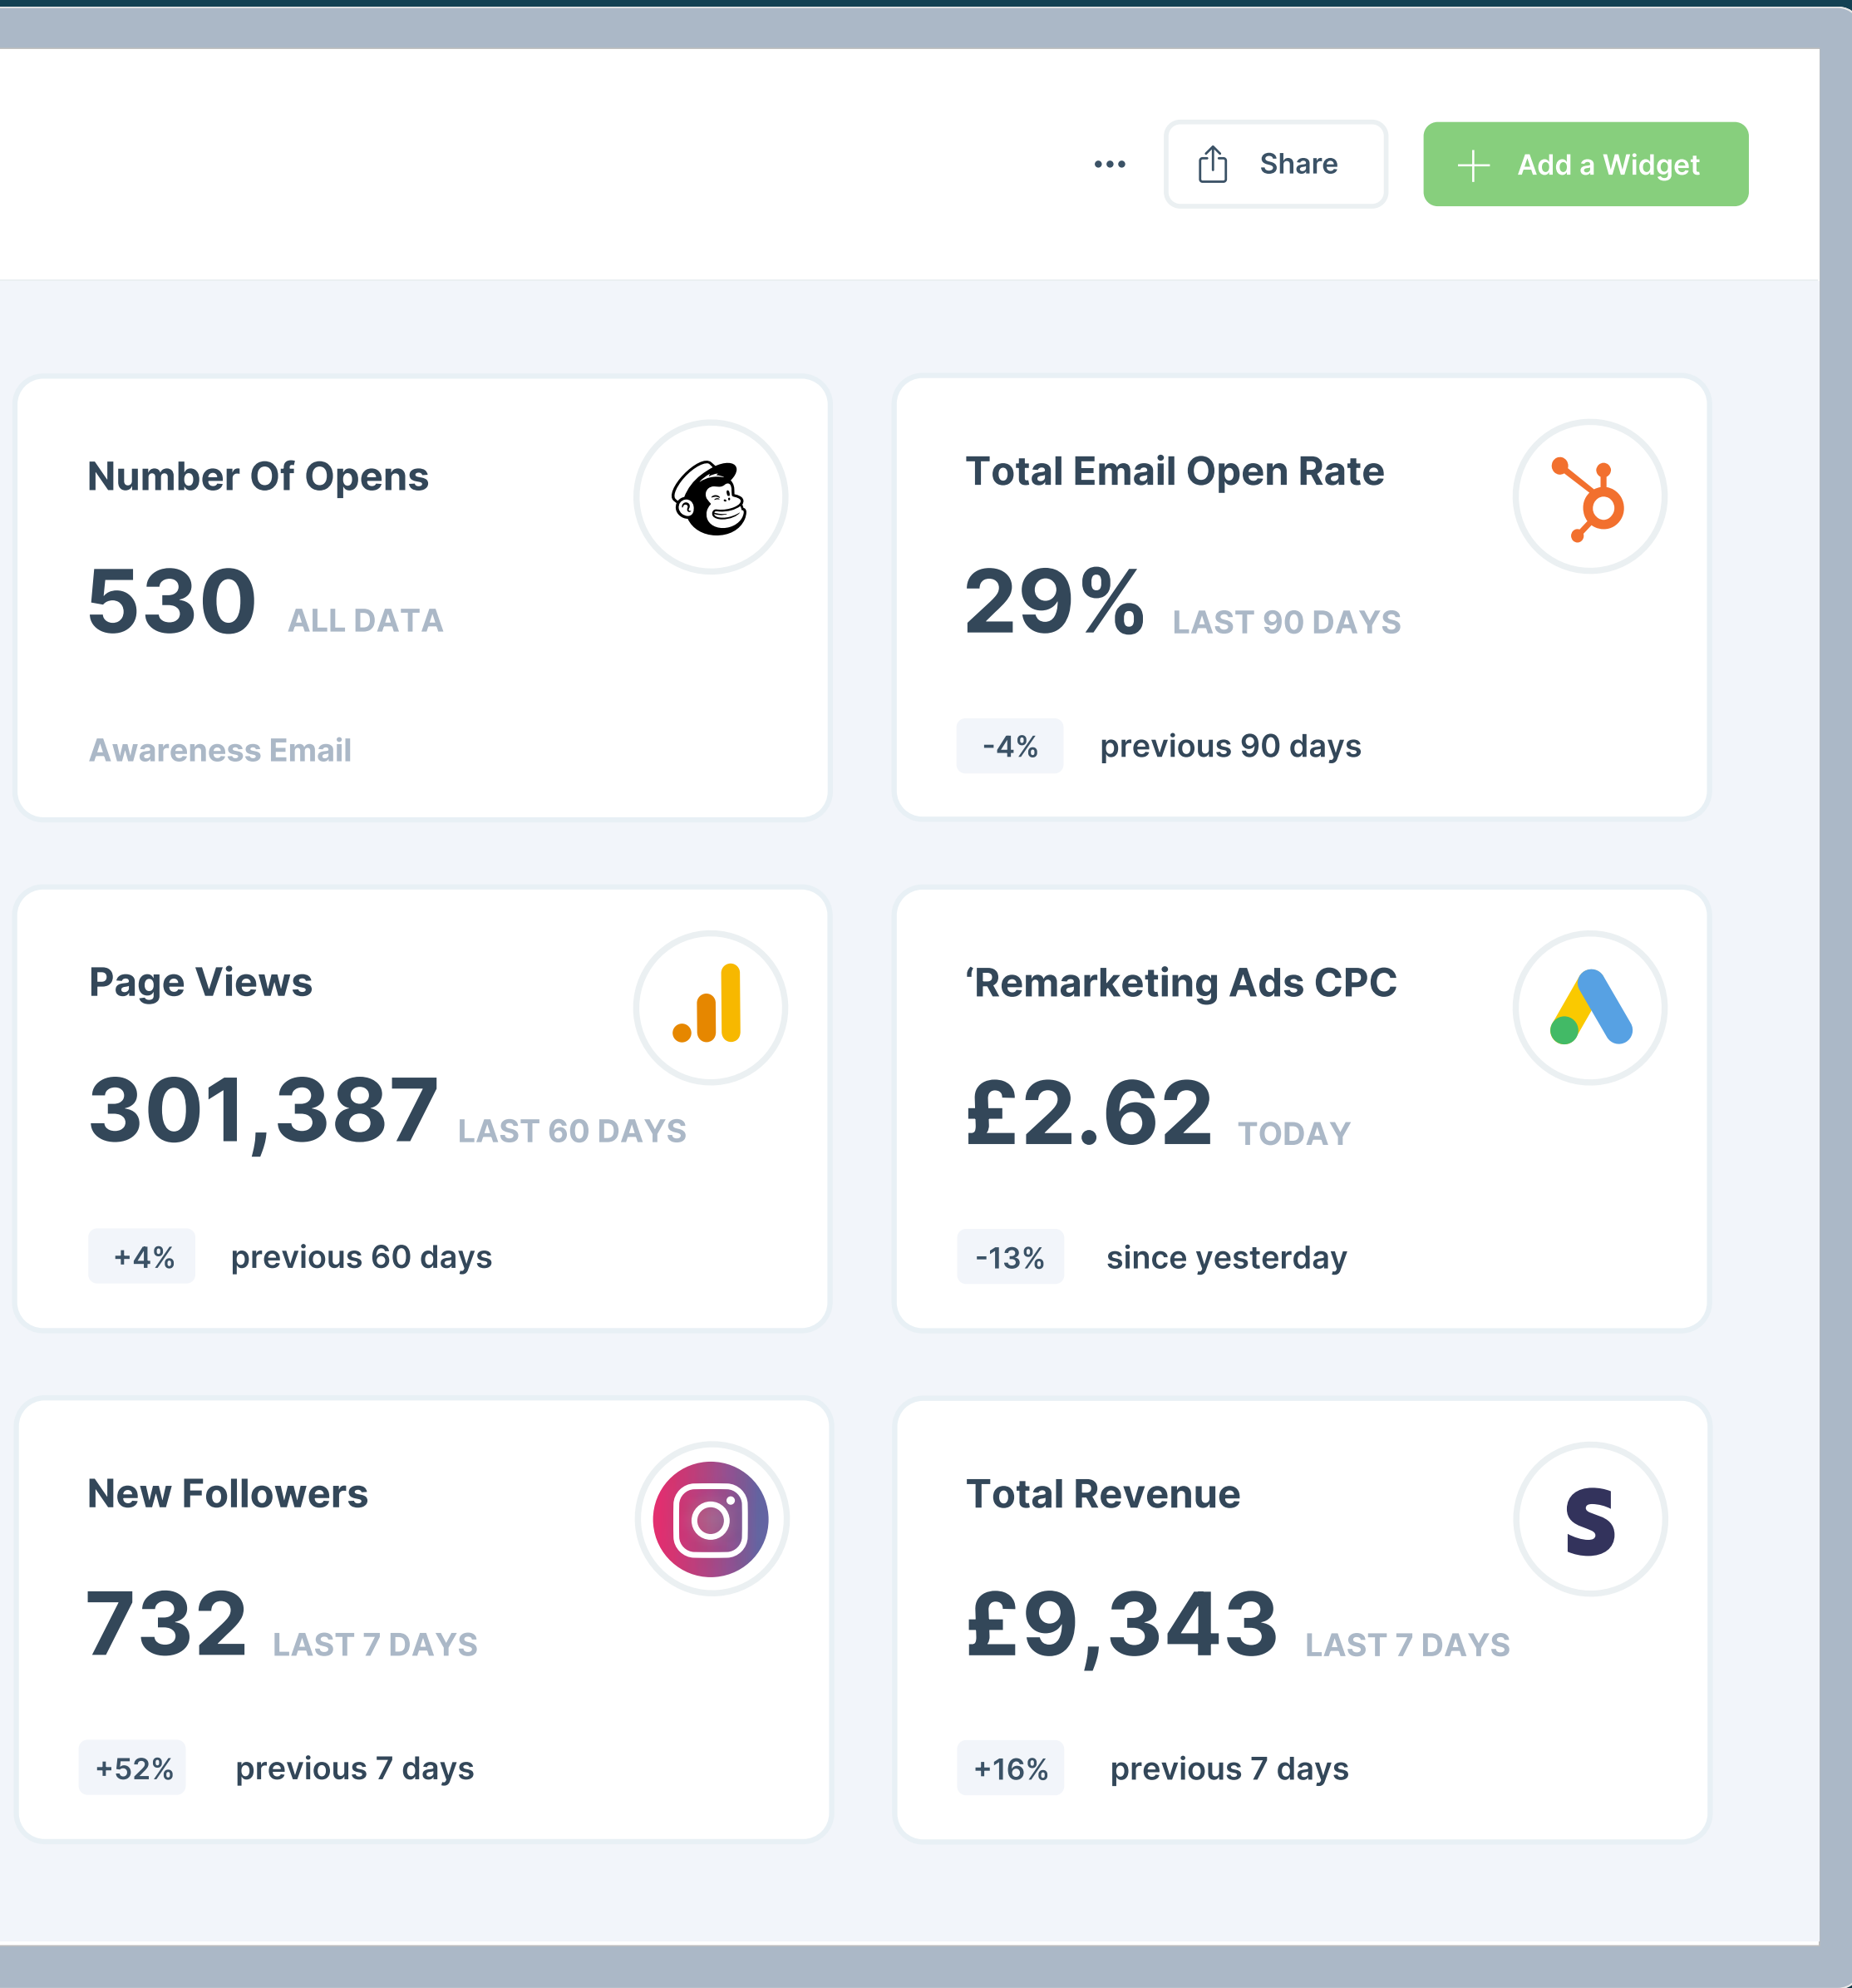 Share
Add a Widget
Number Of Opens
530 ALL DATA
Awareness Email
Total Email Open Rate
29% LAST 90 DAYS
-4% previous 90 days
Page Views
301,387 LAST 60 DAYS
+4% previous 60 days
‘Remarketing Ads CPC
£2.62 TODAY
-13% since yesterday
New Followers
732 LAST 7 DAYS
+52% previous 7 days
Total Revenue
£9,343 LAST 7 DAYS
+16% previous 7 days